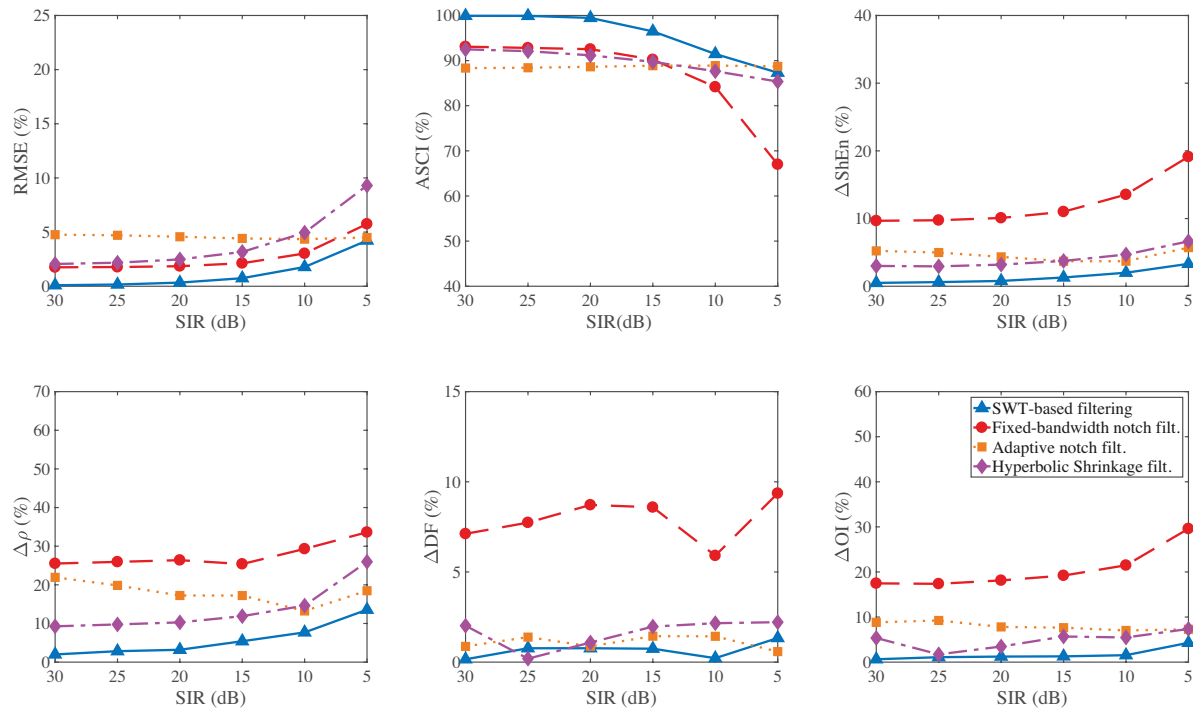 25
20
15
10
5
0
RMSE (%)
30 25 20 15 10 5
SIR (dB)
100
90
80
70
60
50
40
ASCI (%)
30 25 20 15 10 5
SIR(dB)
40
30
20
10
0
ΔShEn (%)
30 25 20 15 10 5
SIR (dB)
70
60
50
40
30
20
10
0
Δρ (%)
30 25 20 15 10 5
SIR (dB)
15
10
5
0
ΔDF (%)
30 25 20 15 10 5
SIR (dB)
60
50
40
30
20
10
0
ΔOI (%)
30 25 20 15 10 5
SIR (dB)
SWT-based filtering
Fixed-bandwidth notch filt.
Adaptive notch filt.
Hyperbolic Shrinkage filt.